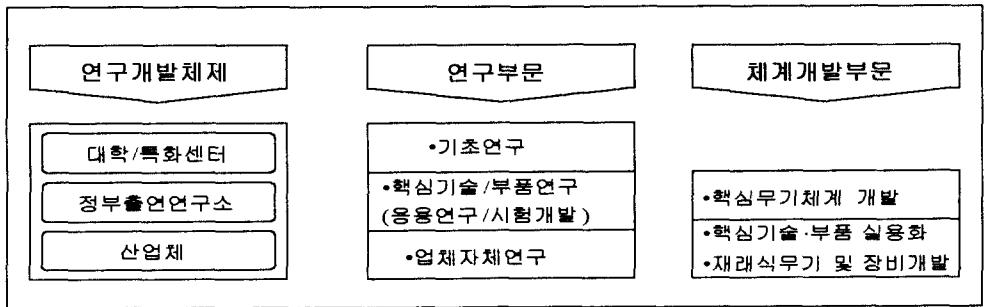 연구개발체제
대학/특화센터
정부출연연구소
산업체
연구부문
•기초연구
•핵심기술/부품연구
(응용연구/시험개발)
•업체자체연구
체계개발부문
•핵심무기체계 개발
•핵심기술·부품 실용화
•재래식무기 및 장비개발